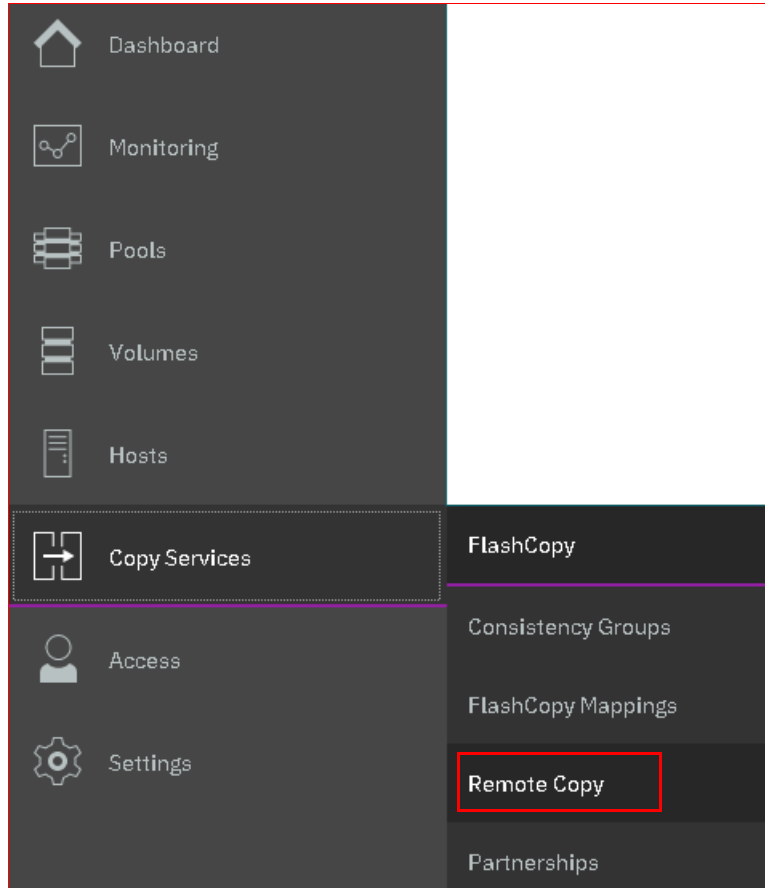 Dashboard
Monitoring
Pools
Volumes
Hosts
Copy Services
Access
Settings
FlashCopy
Consistency Groups
FlashCopy Mappings
Remote Copy
Partnerships